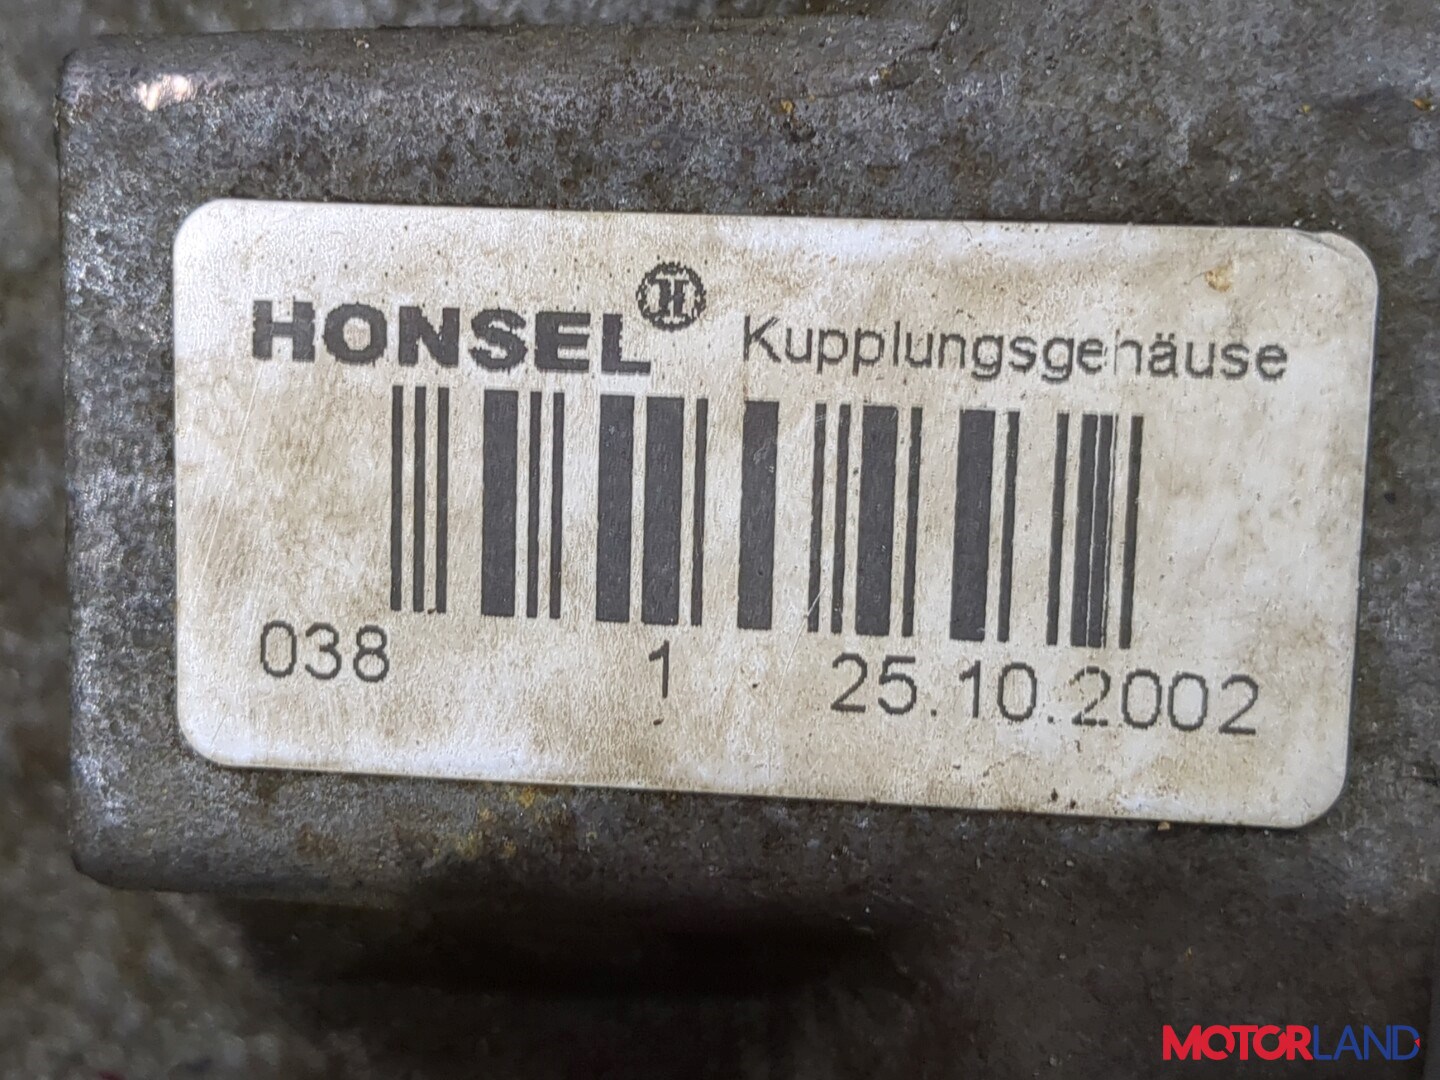 HONSEL H Kupplungsgehäuse
038 1 25.10.2002
MOTORLAND